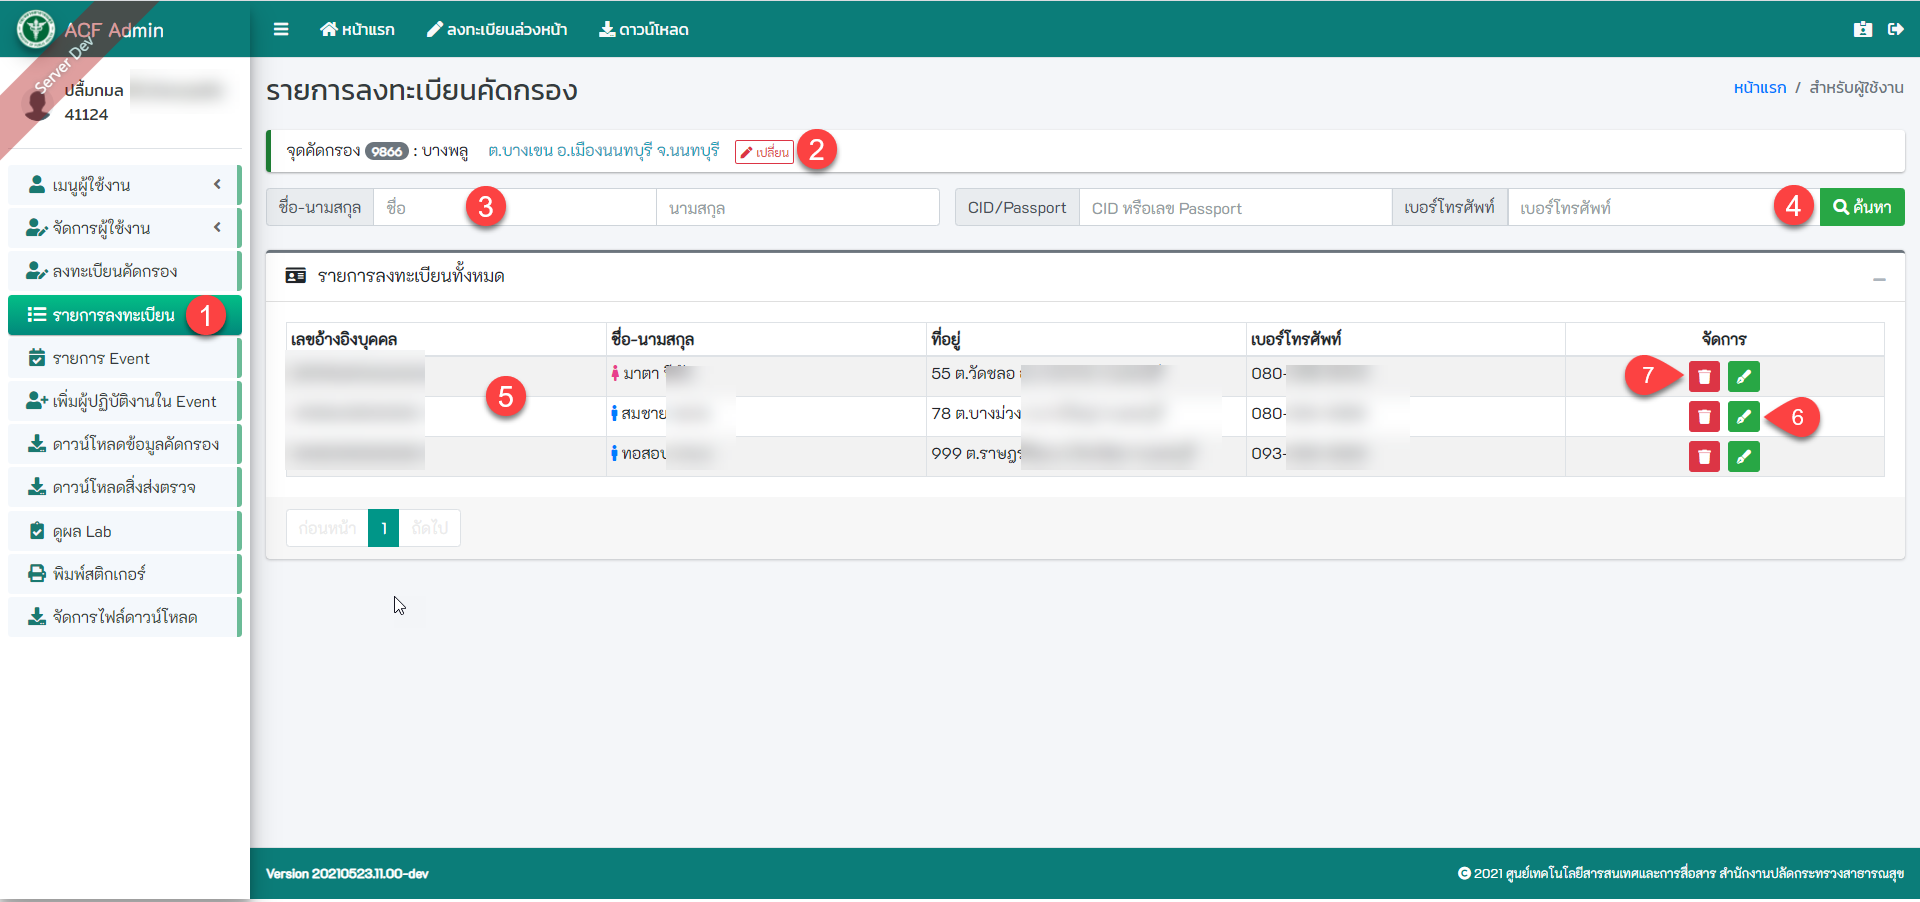 ACF Admin
Server Dev
หน้าแรก
ลงทะเบียนล่วงหน้า
ดาวน์โหลด
ปลื้มกมล
41124
เมนูผู้ใช้งาน
จัดการผู้ใช้งาน
ลงทะเบียนคัดกรอง
รายการลงทะเบียน 1
รายการ Event
เพิ่มผู้ปฏิบัติงานใน Event
ดาวน์โหลดข้อมูลคัดกรอง
ดาวน์โหลดสิ่งส่งตรวจ
ดูผล Lab
พิมพ์สติกเกอร์
จัดการไฟล์ดาวน์โหลด
รายการลงทะเบียนคัดกรอง
หน้าแรก / สำหรับผู้ใช้งาน
จุดคัดกรอง 9866 : บางพลู ต.บางเขน อ.เมืองนนทบุรี จ.นนทบุรี เปลี่ยน 2
ชื่อ-นามสกุล ชื่อ 3 นามสกุล CID/Passport CID หรือเลข Passport เบอร์โทรศัพท์ เบอร์โทรศัพท์ 4 ค้นหา
รายการลงทะเบียนทั้งหมด
เลขอ้างอิงบุคคล ชื่อ-นามสกุล ที่อยู่ เบอร์โทรศัพท์ จัดการ
มาตา 55 ต.วัดชลอ 080- 7
5
สมชาย 78 ต.บางม่วง 080- 6
ทอสอบ 999 ต.ราษฎร 093-
ก่อนหน้า 1 ถัดไป
Version 20210523.11.00-dev
© 2021 ศูนย์เทคโนโลยีสารสนเทศและการสื่อสาร สำนักงานปลัดกระทรวงสาธารณสุข